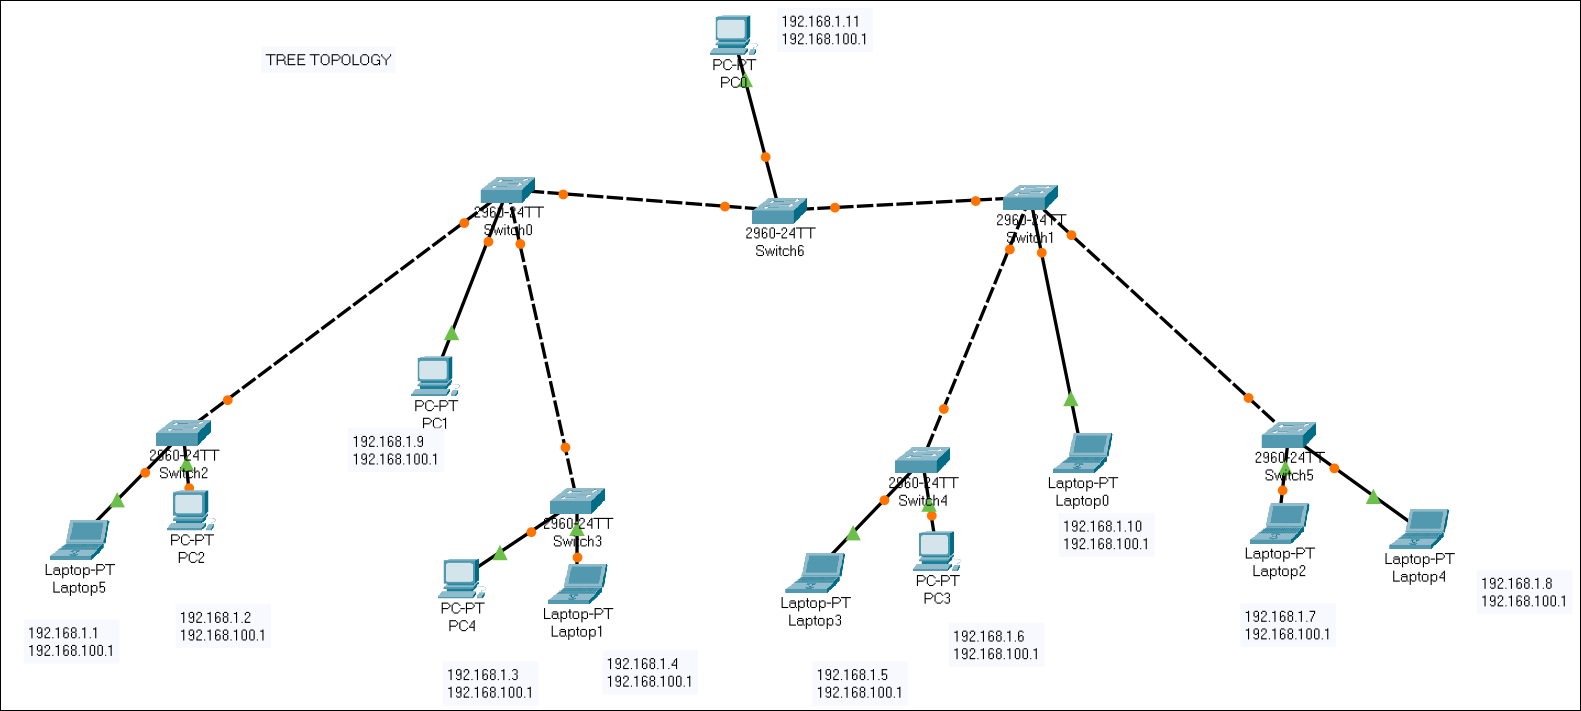 192.168.1.11
192.168.100.1
TREE TOPOLOGY
PC-PT
PC0
2960-24TT
Switch0
2960-24TT
Switch6
2960-24TT
Switch1
PC-PT
PC1
192.168.1.9
192.168.100.1
2960-24TT
Switch2
Laptop-PT
Laptop5
PC-PT
PC2
192.168.1.1
192.168.100.1
192.168.1.2
192.168.100.1
2960-24TT
Switch3
PC-PT
PC4
Laptop-PT
Laptop1
192.168.1.3
192.168.100.1
192.168.1.4
192.168.100.1
2960-24TT
Switch4
Laptop-PT
Laptop0
192.168.1.10
192.168.100.1
Laptop-PT
Laptop3
PC-PT
PC3
192.168.1.5
192.168.100.1
192.168.1.6
192.168.100.1
2960-24TT
Switch5
Laptop-PT
Laptop2
Laptop-PT
Laptop4
192.168.1.7
192.168.100.1
192.168.1.8
192.168.100.1